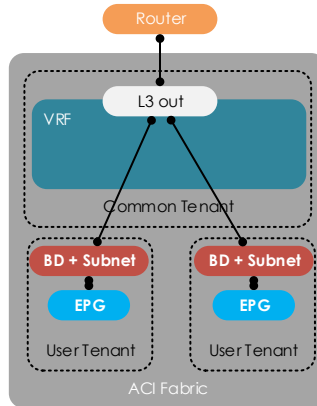 Router
L3 out
VRF
Common Tenant
BD + Subnet
BD + Subnet
EPG
EPG
User Tenant
User Tenant
ACI Fabric